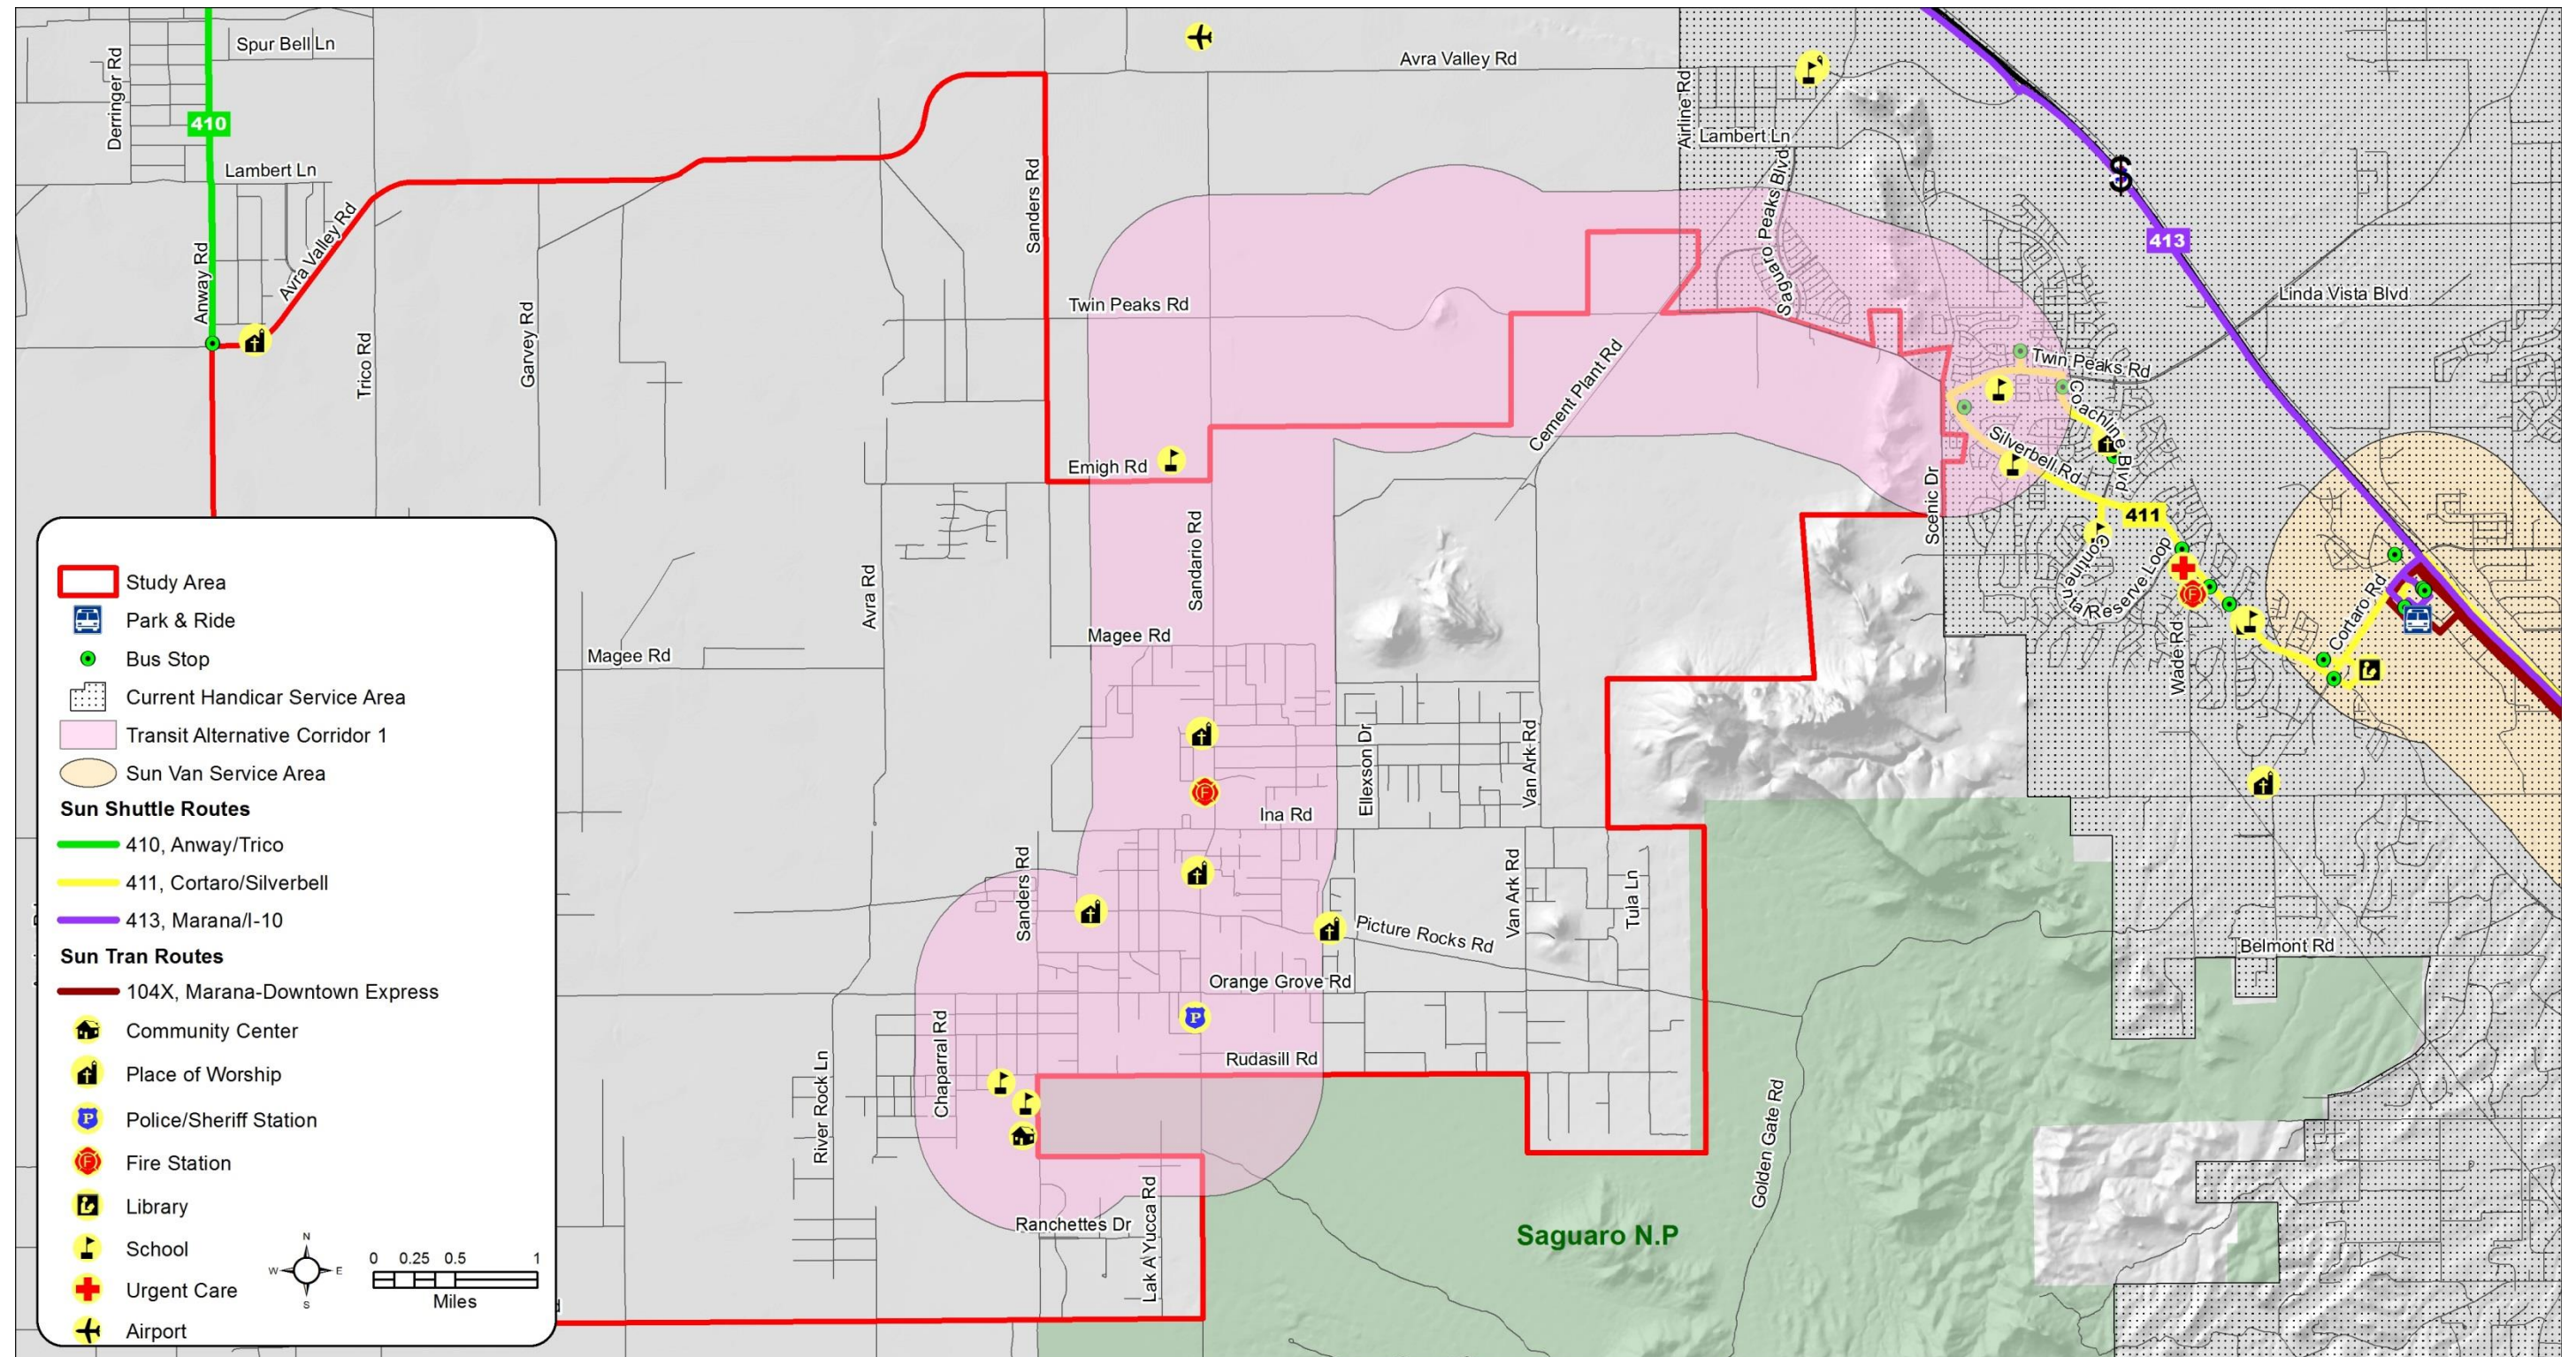 Spur Bell Ln
Derringer Rd
410
Lambert Ln
Anway Rd
Avra Valley Rd
Trico Rd
Garvey Rd
Sanders Rd
Avra Valley Rd
Airline Rd
Lambert Ln
Saguaro Peaks Blvd
$
413
Linda Vista Blvd
Twin Peaks Rd
Cement Plant Rd
Twin Peaks Rd
Coachline Blvd
Silverbell Rd
Scenic Dr
411
Continental Reserve Loop
Cortaro Rd
Wade Rd
Emigh Rd
Sandario Rd
Avra Rd
Magee Rd
Magee Rd
Ellexson Dr
Van Ark Rd
F
F
Ina Rd
Sanders Rd
Van Ark Rd
Tula Ln
Picture Rocks Rd
Belmont Rd
Orange Grove Rd
P
Chaparral Rd
River Rock Ln
Rudasill Rd
Golden Gate Rd
Lak A Yucca Rd
Ranchettes Dr
Saguaro N.P
Study Area
Park & Ride
Bus Stop
Current Handicar Service Area
Transit Alternative Corridor 1
Sun Van Service Area
Sun Shuttle Routes
410, Anway/Trico
411, Cortaro/Silverbell
413, Marana/I-10
Sun Tran Routes
104X, Marana-Downtown Express
Community Center
Place of Worship
P Police/Sheriff Station
F Fire Station
Library
School
Urgent Care
Airport
N
W E
S
0 0.25 0.5 1
Miles